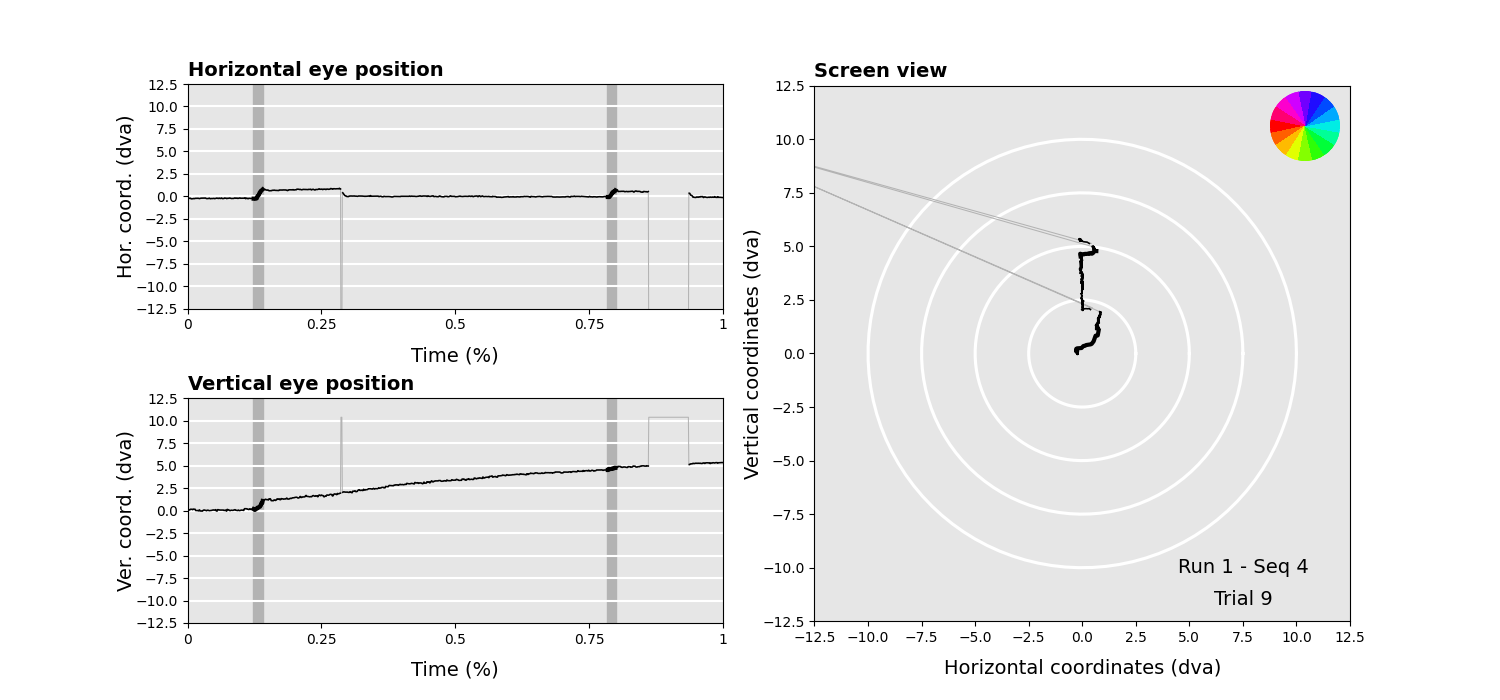 Horizontal eye position
Hor. coord. (dva)
12.5
10.0
7.5
5.0
2.5
0.0
−2.5
−5.0
−7.5
−10.0
−12.5
0 0.25 0.5 0.75 1
Time (%)
Vertical eye position
Ver. coord. (dva)
12.5
10.0
7.5
5.0
2.5
0.0
−2.5
−5.0
−7.5
−10.0
−12.5
0 0.25 0.5 0.75 1
Time (%)
Screen view
Vertical coordinates (dva)
12.5
10.0
7.5
5.0
2.5
0.0
−2.5
−5.0
−7.5
−10.0
−12.5
Run 1 - Seq 4
Trial 9
−12.5 −10.0 −7.5 −5.0 −2.5 0.0 2.5 5.0 7.5 10.0 12.5
Horizontal coordinates (dva)